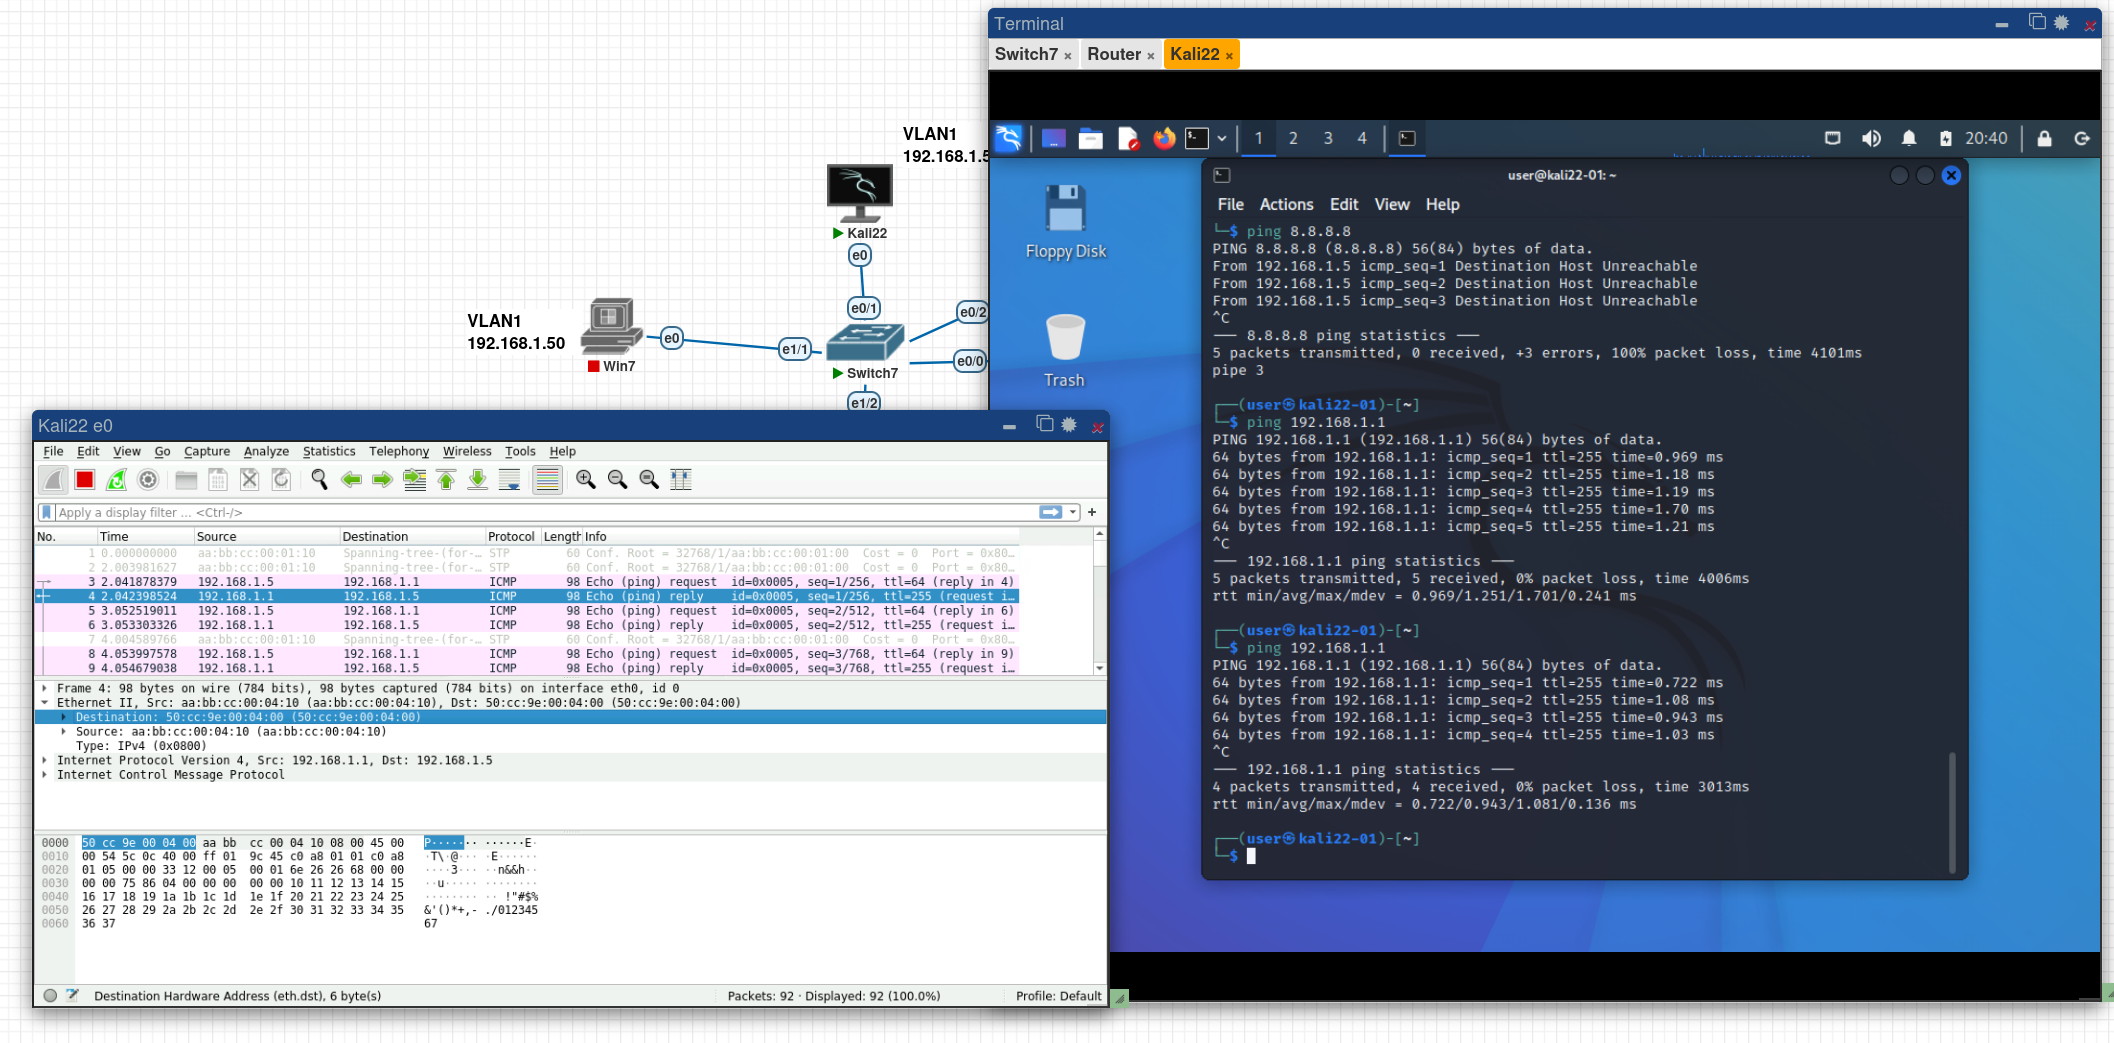 Terminal
Switch7 ×
Router ×
Kali22 ×
VLAN1
192.168.1.5
Kali22
e0
e0/1
VLAN1
192.168.1.50
e0
Win7
e1/1
Switch7
e0/2
e0/0
e1/2
1 2 3 4
20:40
Floppy Disk
Trash
user@kali22-01: ~
File Actions Edit View Help
└─$ ping 8.8.8.8
PING 8.8.8.8 (8.8.8.8) 56(84) bytes of data.
From 192.168.1.5 icmp_seq=1 Destination Host Unreachable
From 192.168.1.5 icmp_seq=2 Destination Host Unreachable
From 192.168.1.5 icmp_seq=3 Destination Host Unreachable
^C
── 8.8.8.8 ping statistics ──
5 packets transmitted, 0 received, +3 errors, 100% packet loss, time 4101ms
pipe 3
┌──(user㉿kali22-01)-[~]
└─$ ping 192.168.1.1
PING 192.168.1.1 (192.168.1.1) 56(84) bytes of data.
64 bytes from 192.168.1.1: icmp_seq=1 ttl=255 time=0.969 ms
64 bytes from 192.168.1.1: icmp_seq=2 ttl=255 time=1.18 ms
64 bytes from 192.168.1.1: icmp_seq=3 ttl=255 time=1.19 ms
64 bytes from 192.168.1.1: icmp_seq=4 ttl=255 time=1.70 ms
64 bytes from 192.168.1.1: icmp_seq=5 ttl=255 time=1.21 ms
^C
── 192.168.1.1 ping statistics ──
5 packets transmitted, 5 received, 0% packet loss, time 4006ms
rtt min/avg/max/mdev = 0.969/1.251/1.701/0.241 ms
┌──(user㉿kali22-01)-[~]
└─$ ping 192.168.1.1
PING 192.168.1.1 (192.168.1.1) 56(84) bytes of data.
64 bytes from 192.168.1.1: icmp_seq=1 ttl=255 time=0.722 ms
64 bytes from 192.168.1.1: icmp_seq=2 ttl=255 time=1.08 ms
64 bytes from 192.168.1.1: icmp_seq=3 ttl=255 time=0.943 ms
64 bytes from 192.168.1.1: icmp_seq=4 ttl=255 time=1.03 ms
^C
── 192.168.1.1 ping statistics ──
4 packets transmitted, 4 received, 0% packet loss, time 3013ms
rtt min/avg/max/mdev = 0.722/0.943/1.081/0.136 ms
┌──(user㉿kali22-01)-[~]
└─$
Kali22 e0
File Edit View Go Capture Analyze Statistics Telephony Wireless Tools Help
Apply a display filter ... <Ctrl-/>
No. Time Source Destination Protocol Length Info
1 0.000000000 aa:bb:cc:00:01:10 Spanning-tree-(for-… STP 60 Conf. Root = 32768/1/aa:bb:cc:00:01:00 Cost = 0 Port = 0x80…
2 2.003981627 aa:bb:cc:00:01:10 Spanning-tree-(for-… STP 60 Conf. Root = 32768/1/aa:bb:cc:00:01:00 Cost = 0 Port = 0x80…
3 2.041878379 192.168.1.5 192.168.1.1 ICMP 98 Echo (ping) request id=0x0005, seq=1/256, ttl=64 (reply in 4)
4 2.042398524 192.168.1.1 192.168.1.5 ICMP 98 Echo (ping) reply id=0x0005, seq=1/256, ttl=255 (request i…
5 3.052519011 192.168.1.5 192.168.1.1 ICMP 98 Echo (ping) request id=0x0005, seq=2/512, ttl=64 (reply in 6)
6 3.053303326 192.168.1.1 192.168.1.5 ICMP 98 Echo (ping) reply id=0x0005, seq=2/512, ttl=255 (request i…
7 4.004589766 aa:bb:cc:00:01:10 Spanning-tree-(for-… STP 60 Conf. Root = 32768/1/aa:bb:cc:00:01:00 Cost = 0 Port = 0x80…
8 4.053997578 192.168.1.5 192.168.1.1 ICMP 98 Echo (ping) request id=0x0005, seq=3/768, ttl=64 (reply in 9)
9 4.054679038 192.168.1.1 192.168.1.5 ICMP 98 Echo (ping) reply id=0x0005, seq=3/768, ttl=255 (request i…
Frame 4: 98 bytes on wire (784 bits), 98 bytes captured (784 bits) on interface eth0, id 0
Ethernet II, Src: aa:bb:cc:00:04:10 (aa:bb:cc:00:04:10), Dst: 50:cc:9e:00:04:00 (50:cc:9e:00:04:00)
Destination: 50:cc:9e:00:04:00 (50:cc:9e:00:04:00)
Source: aa:bb:cc:00:04:10 (aa:bb:cc:00:04:10)
Type: IPv4 (0x0800)
Internet Protocol Version 4, Src: 192.168.1.1, Dst: 192.168.1.5
Internet Control Message Protocol
0000 50 cc 9e 00 04 00 aa bb cc 00 04 10 08 00 45 00 P······· ······E·
0010 00 54 5c 0c 40 00 ff 01 9c 45 c0 a8 01 01 c0 a8 ·T\·@··· ·E······
0020 01 05 00 00 33 12 00 05 00 01 6e 26 26 68 00 00 ····3··· ··n&&h··
0030 00 00 75 86 04 00 00 00 00 00 10 11 12 13 14 15 ··u····· ········
0040 16 17 18 19 1a 1b 1c 1d 1e 1f 20 21 22 23 24 25 ········ ·· !"#$%
0050 26 27 28 29 2a 2b 2c 2d 2e 2f 30 31 32 33 34 35 &'()*+,- ./012345
0060 36 37 67
Destination Hardware Address (eth.dst), 6 byte(s)
Packets: 92 · Displayed: 92 (100.0%)
Profile: Default